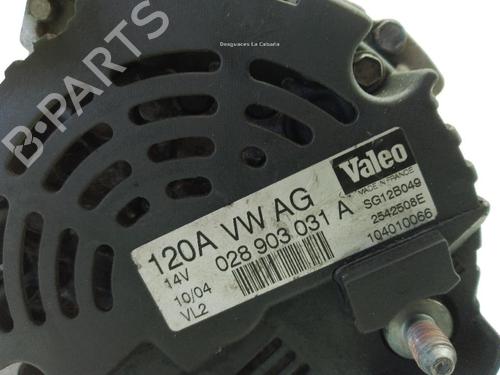 Desguaces La Cabaña
B-PARTS
Valeo
MADE IN FRANCE
120A VW AG
SG12B049
14V
028 903 031 A
2542508E
10/04
104010066
VL2